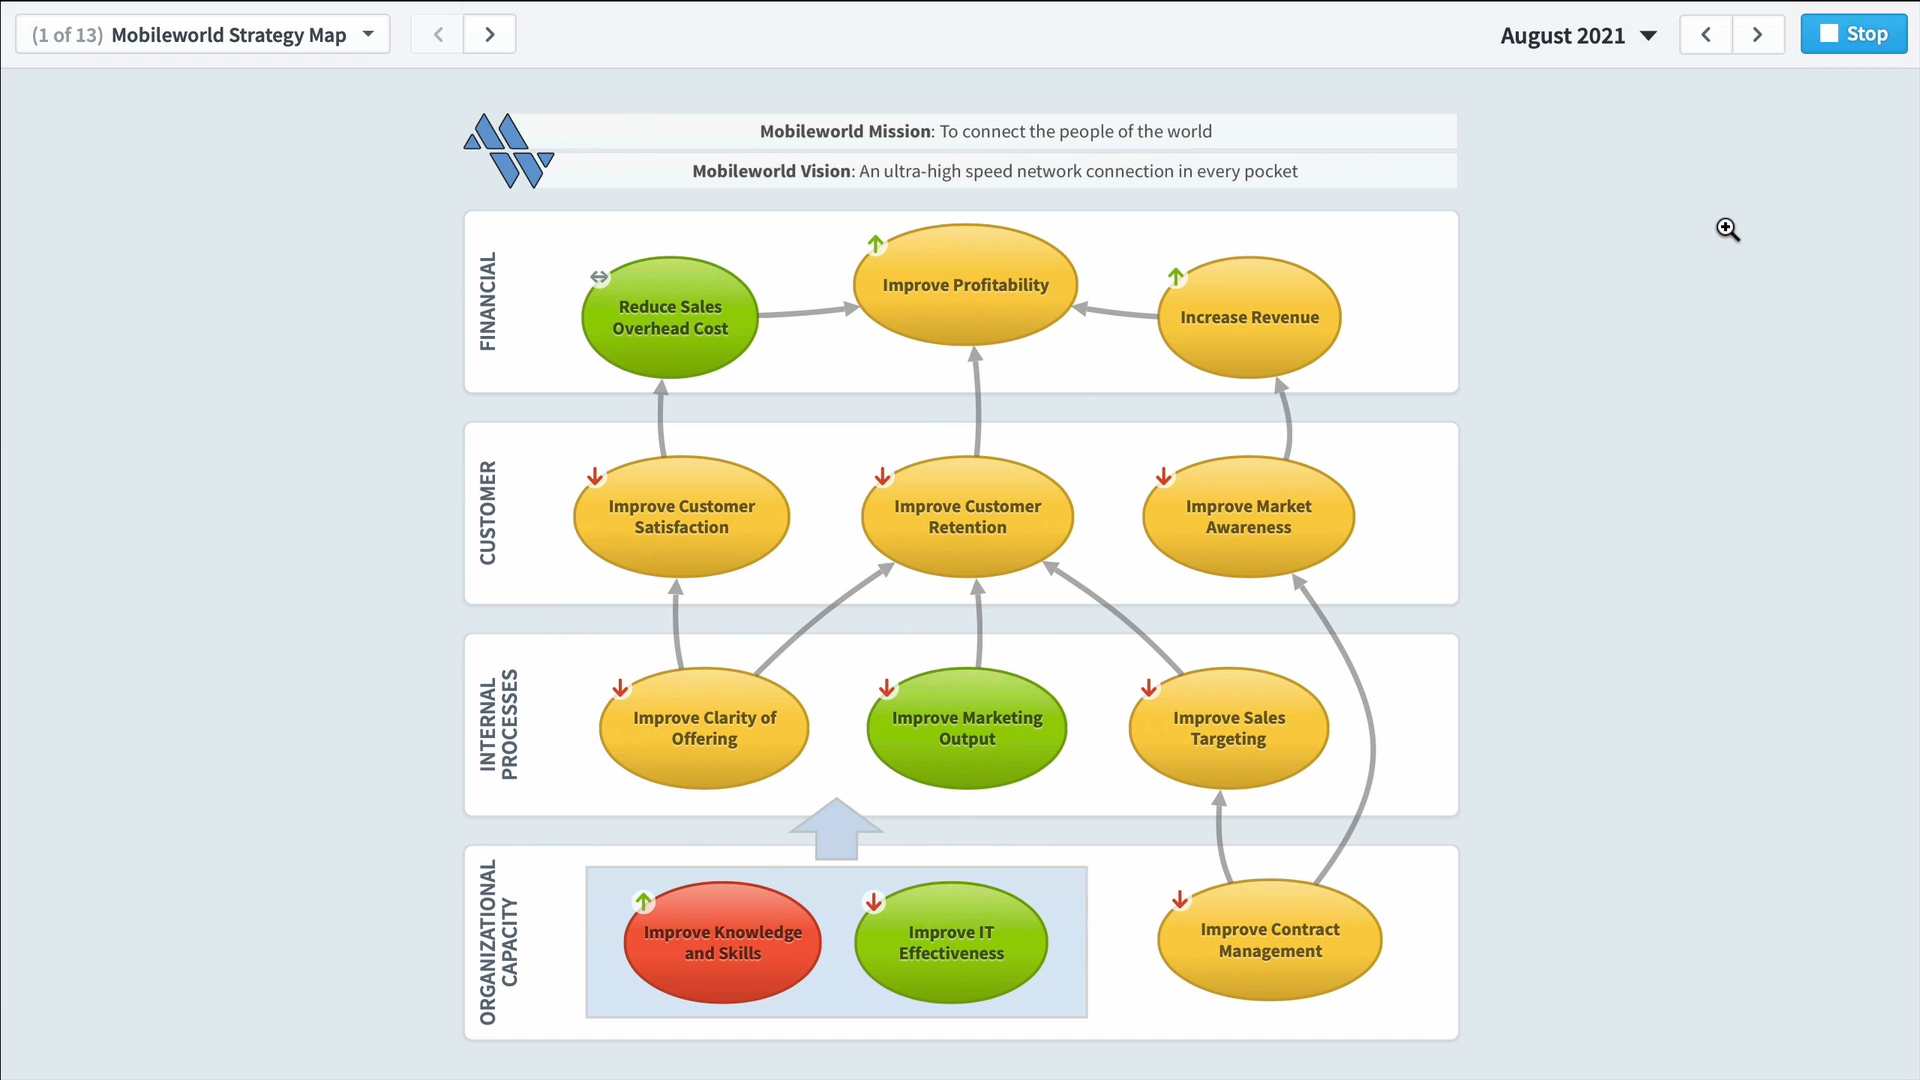 (1 of 13) Mobileworld Strategy Map
August 2021
Stop
Mobileworld Mission: To connect the people of the world
Mobileworld Vision: An ultra-high speed network connection in every pocket
FINANCIAL
Reduce Sales
Overhead Cost
Improve Profitability
Increase Revenue
CUSTOMER
Improve Customer
Satisfaction
Improve Customer
Retention
Improve Market
Awareness
INTERNAL
PROCESSES
Improve Clarity of
Offering
Improve Marketing
Output
Improve Sales
Targeting
ORGANIZATIONAL
CAPACITY
Improve Knowledge
and Skills
Improve IT
Effectiveness
Improve Contract
Management